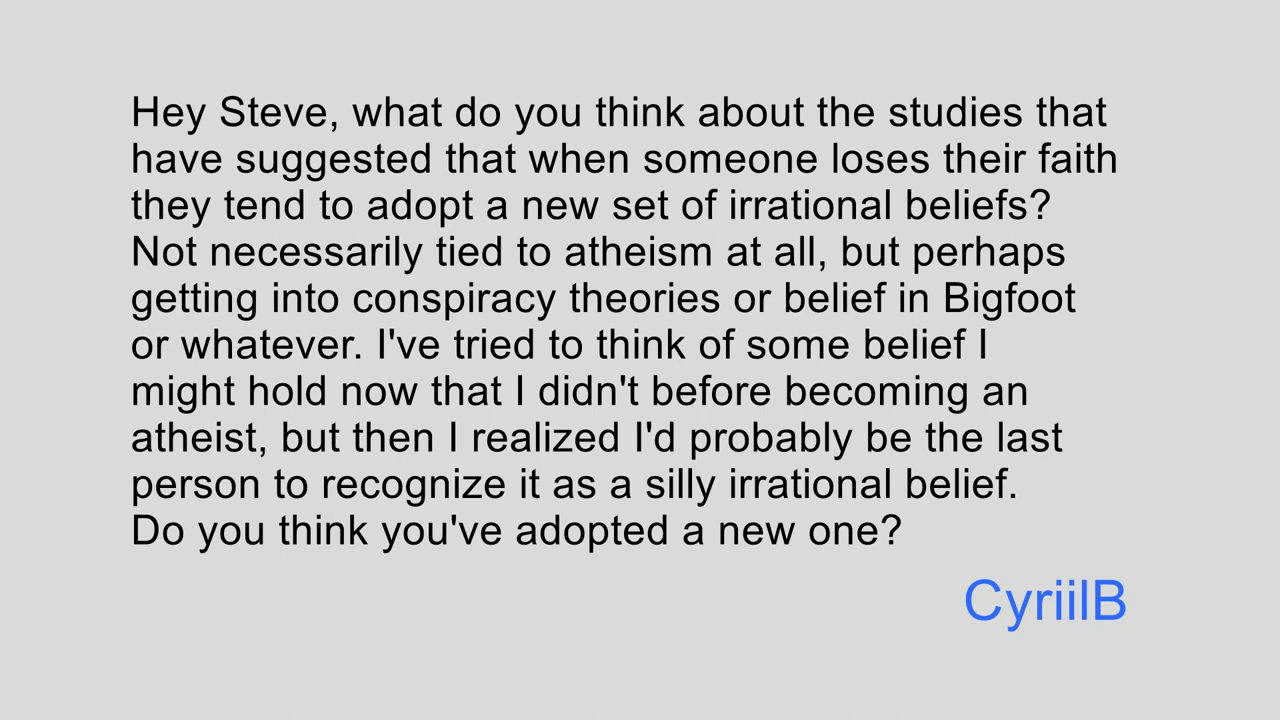 Hey Steve, what do you think about the studies that
have suggested that when someone loses their faith
they tend to adopt a new set of irrational beliefs?
Not necessarily tied to atheism at all, but perhaps
getting into conspiracy theories or belief in Bigfoot
or whatever. I've tried to think of some belief I
might hold now that I didn't before becoming an
atheist, but then I realized I'd probably be the last
person to recognize it as a silly irrational belief.
Do you think you've adopted a new one?
CyriilB